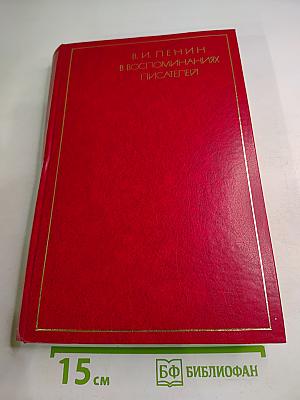 В. И. ЛЕНИН
В ВОСПОМИНАНИЯХ
ПИСАТЕЛЕЙ
15 см
БФ БИБЛИОФАН